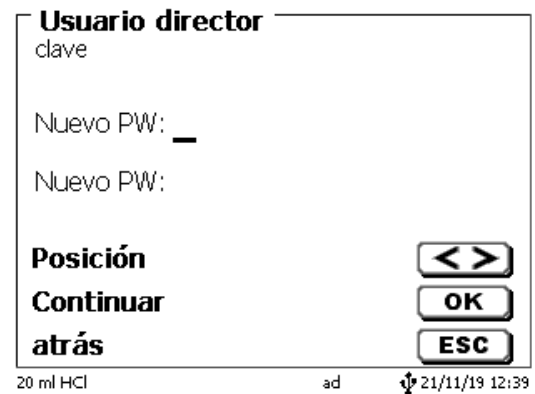 Usuario director
clave
Nuevo PW: _
Nuevo PW:
Posición < >
Continuar OK
atrás ESC
20 ml HCl ad 21/11/19 12:39